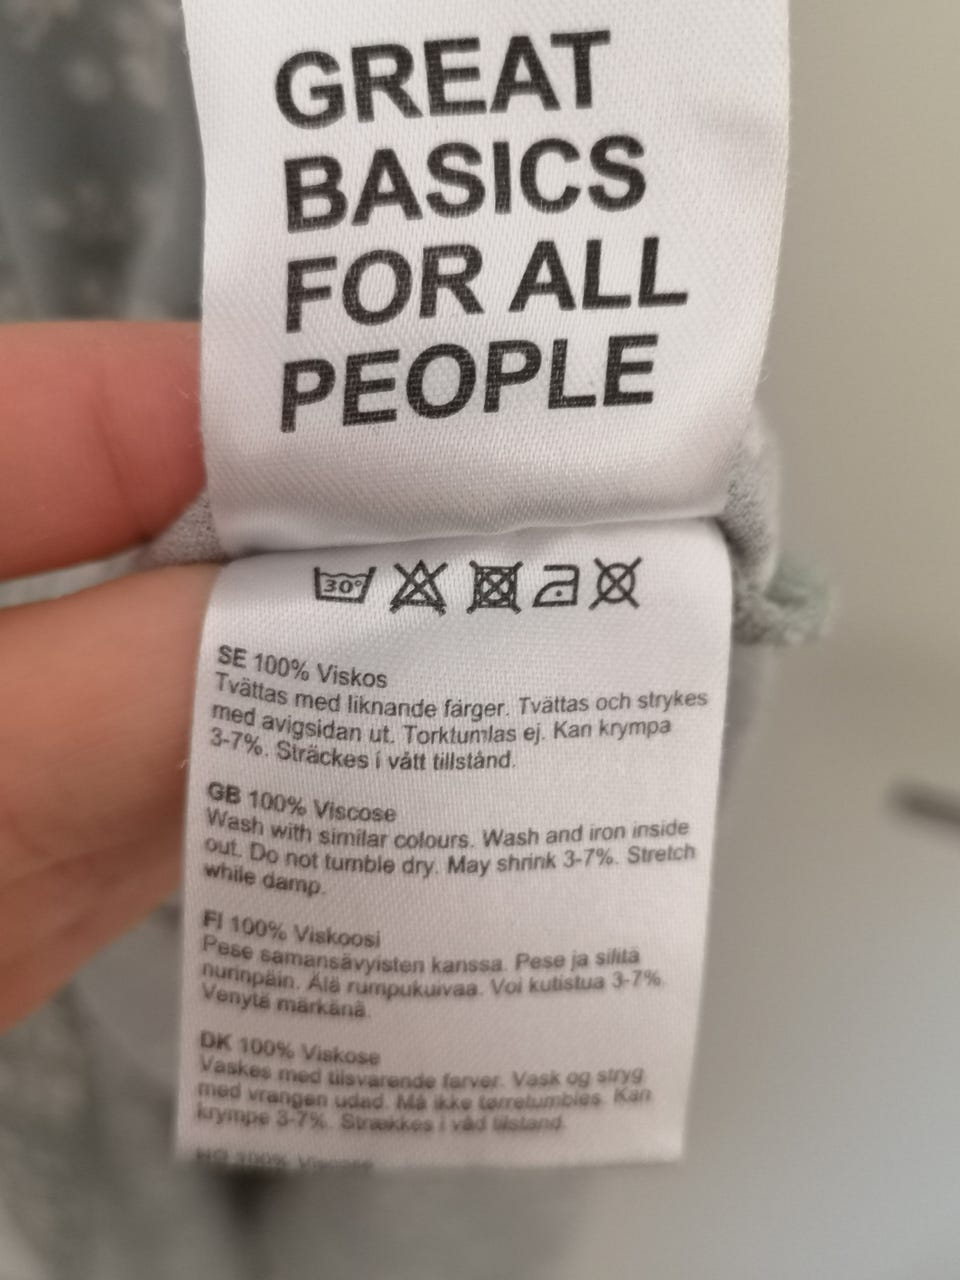 GREAT
BASICS
FOR ALL
PEOPLE
30°
SE 100% Viskos
Tvättas med liknande färger. Tvättas och strykes
med avigsidan ut. Torktumlas ej. Kan krympa
3-7%. Sträckes i vått tillstånd.
GB 100% Viscose
Wash with similar colours. Wash and iron inside
out. Do not tumble dry. May shrink 3-7%. Stretch
while damp.
FI 100% Viskoosi
Pese samansävyisten kanssa. Pese ja silitä
nurinpäin. Älä rumpukuivaa. Voi kutistua 3-7%.
Venytä märkänä.
DK 100% Viskose
Vaskes med tilsvarende farver. Vask og stryg
med vrangen udad. Må ikke tørretumbles. Kan
krympe 3-7%. Strækkes i våd tilstand.
100%